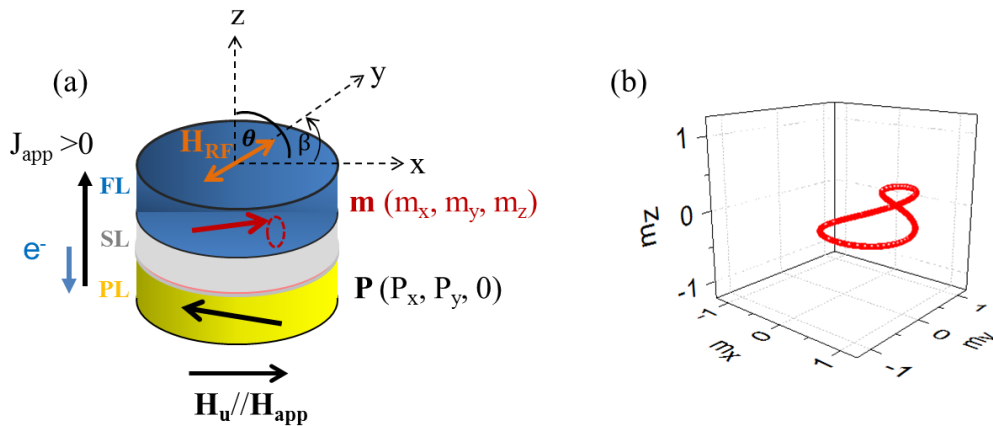 (a)
z
y
H_RF
θ
β
x
J_app >0
FL
m (m_x, m_y, m_z)
e^-
SL
PL
P (P_x, P_y, 0)
H_u//H_app
(b)
1
0
-1
m_z
-1
0
1
m_x
1
0
-1
m_y